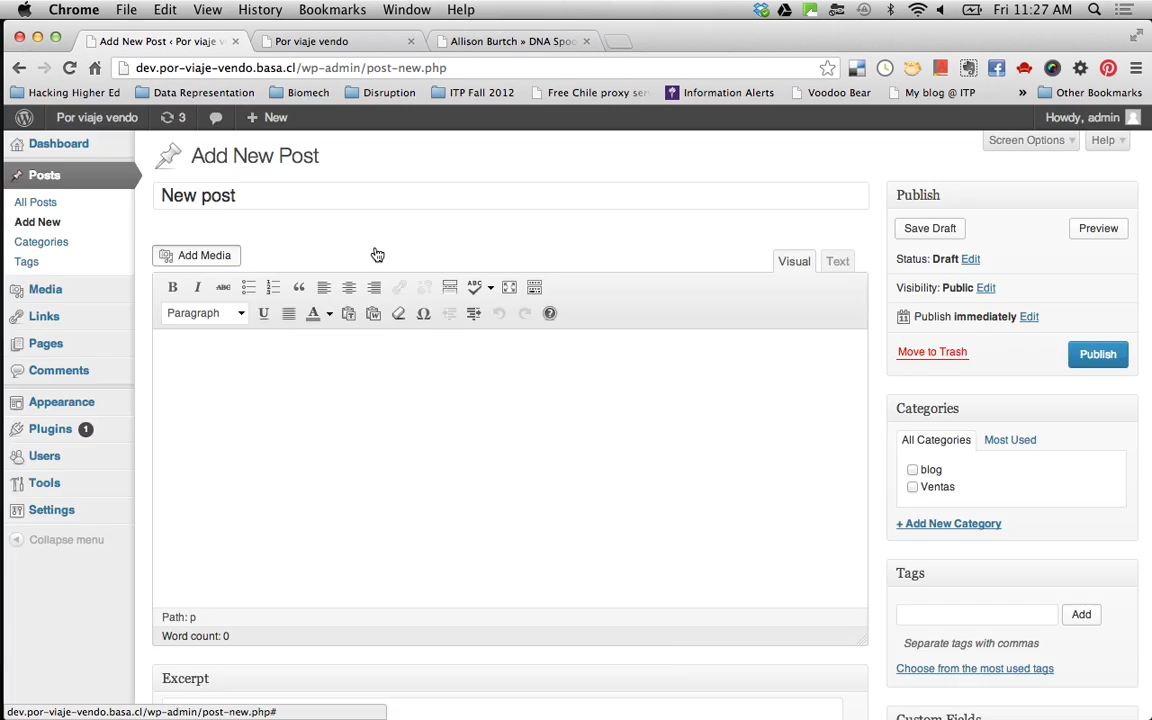 Chrome File Edit View History Bookmarks Window Help Fri 11:27 AM
Add New Post ‹ Por viaje v Por viaje vendo Allison Burtch » DNA Spoo
dev.por-viaje-vendo.basa.cl/wp-admin/post-new.php
Hacking Higher Ed Data Representation Biomech Disruption ITP Fall 2012 Free Chile proxy ser Information Alerts Voodoo Bear My blog @ ITP » Other Bookmarks
Por viaje vendo 3 + New Howdy, admin
Dashboard
Screen Options Help
Add New Post
Posts
All Posts
Add New
Categories
Tags
Media
Links
Pages
Comments
Appearance
Plugins 1
Users
Tools
Settings
Collapse menu
New post
Add Media
Visual Text
B I ABC ABC
Paragraph U A Ω ?
Path: p
Word count: 0
Excerpt
Publish
Save Draft Preview
Status: Draft Edit
Visibility: Public Edit
11 Publish immediately Edit
Move to Trash Publish
Categories
All Categories Most Used
blog
Ventas
+ Add New Category
Tags
Add
Separate tags with commas
Choose from the most used tags
Custom Fields
dev.por-viaje-vendo.basa.cl/wp-admin/post-new.php#